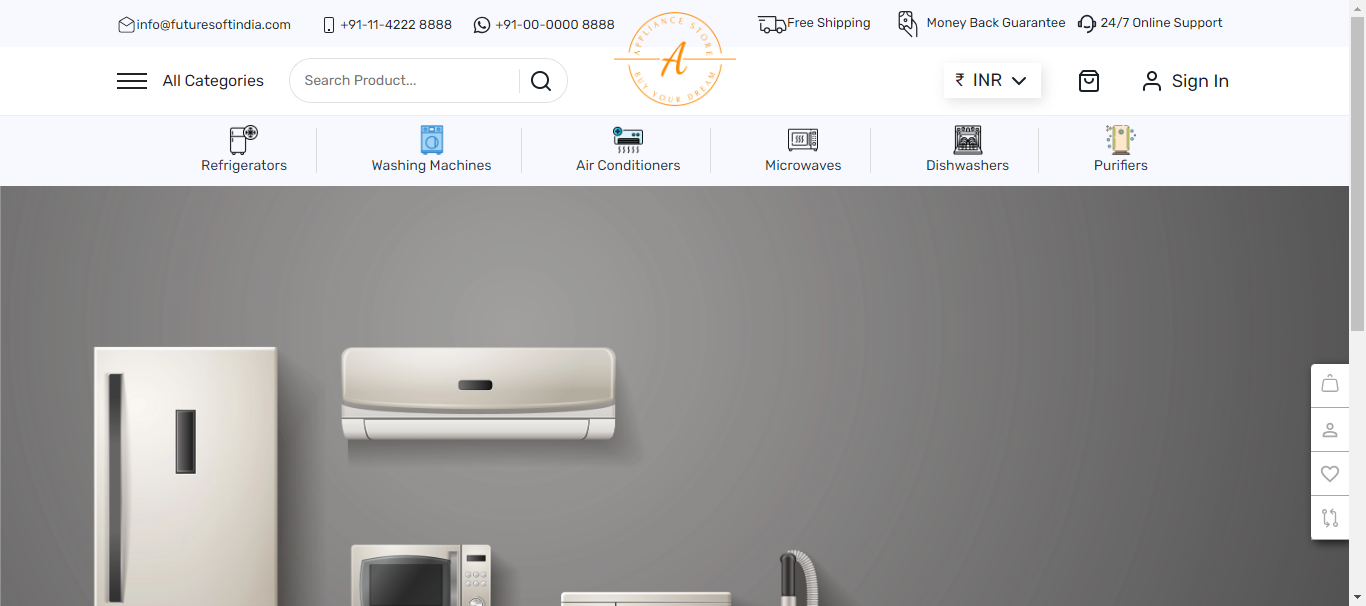 info@futuresoftindia.com +91-11-4222 8888 +91-00-0000 8888 Free Shipping Money Back Guarantee 24/7 Online Support
APPLIANCE STORE
A
BUY YOUR DREAM
All Categories Search Product... ₹ INR Sign In
Refrigerators Washing Machines Air Conditioners Microwaves Dishwashers Purifiers